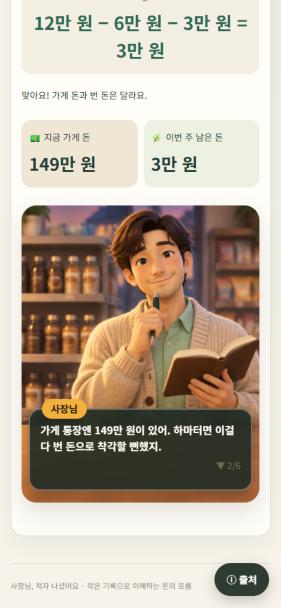 12만 원 − 6만 원 − 3만 원 =
3만 원
맞아요! 가게 돈과 번 돈은 달라요.
지금 가게 돈
이번 주 남은 돈
149만 원
3만 원
사장님
가게 통장엔 149만 원이 있어. 하마터면 이걸
다 번 돈으로 착각할 뻔했지.
▼ 2/6
사장님, 적자 나셨어요 · 작은 기록으로 이해하는 돈의 흐름
ⓘ 출처